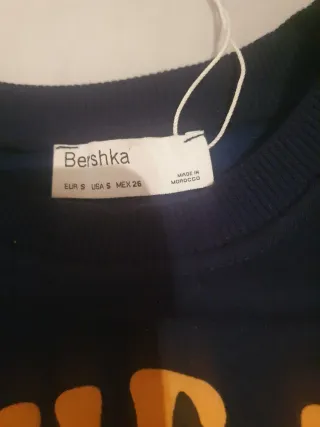 Bershka
EUR S USA S MEX 26
MADE IN
MOROCCO